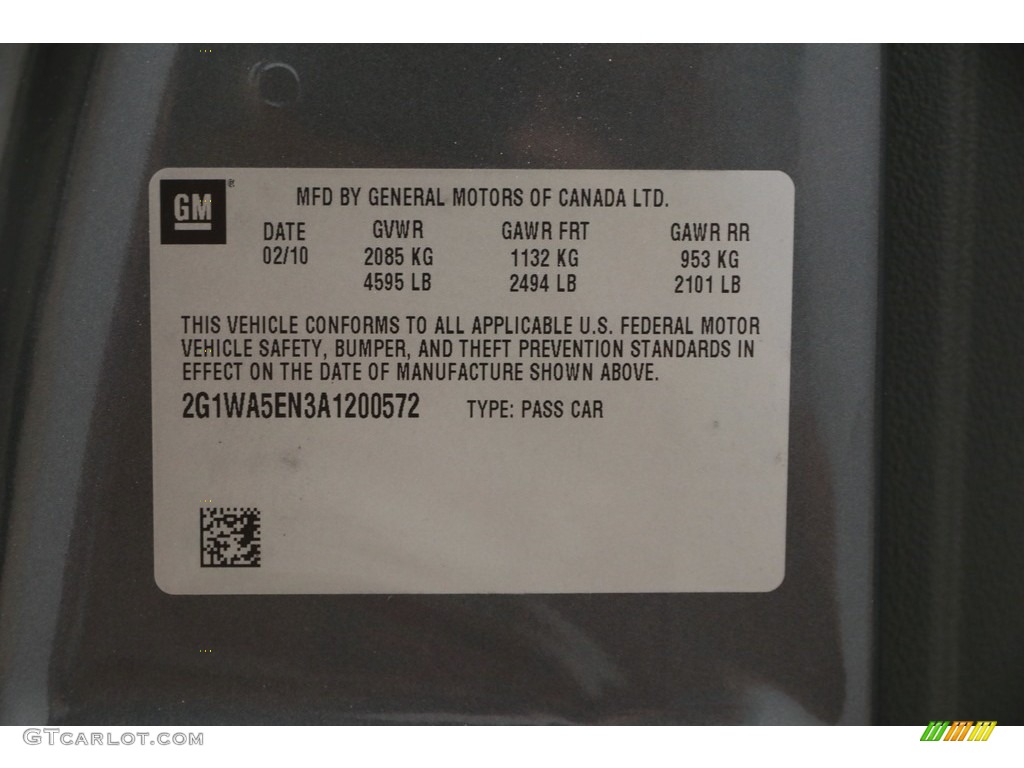 GM®
MFD BY GENERAL MOTORS OF CANADA LTD.
DATE GVWR GAWR FRT GAWR RR
02/10 2085 KG 1132 KG 953 KG
4595 LB 2494 LB 2101 LB
THIS VEHICLE CONFORMS TO ALL APPLICABLE U.S. FEDERAL MOTOR
VEHICLE SAFETY, BUMPER, AND THEFT PREVENTION STANDARDS IN
EFFECT ON THE DATE OF MANUFACTURE SHOWN ABOVE.
2G1WA5EN3A1200572 TYPE: PASS CAR
GTCARLOT.COM